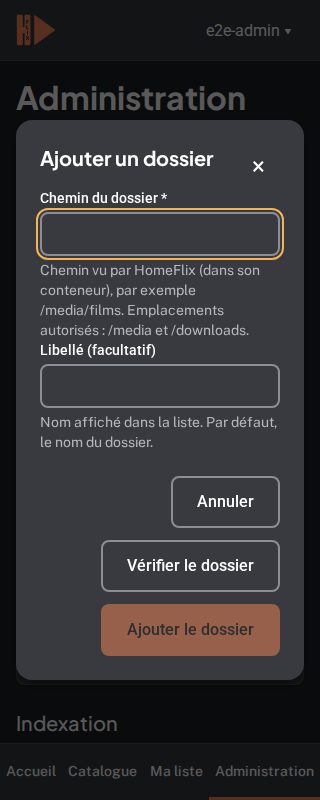 e2e-admin
Administration
Ajouter un dossier
×
Chemin du dossier *
Chemin vu par HomeFlix (dans son
conteneur), par exemple
/media/films. Emplacements
autorisés : /media et /downloads.
Libellé (facultatif)
Nom affiché dans la liste. Par défaut,
le nom du dossier.
Annuler
Vérifier le dossier
Ajouter le dossier
Indexation
Accueil Catalogue Ma liste Administration